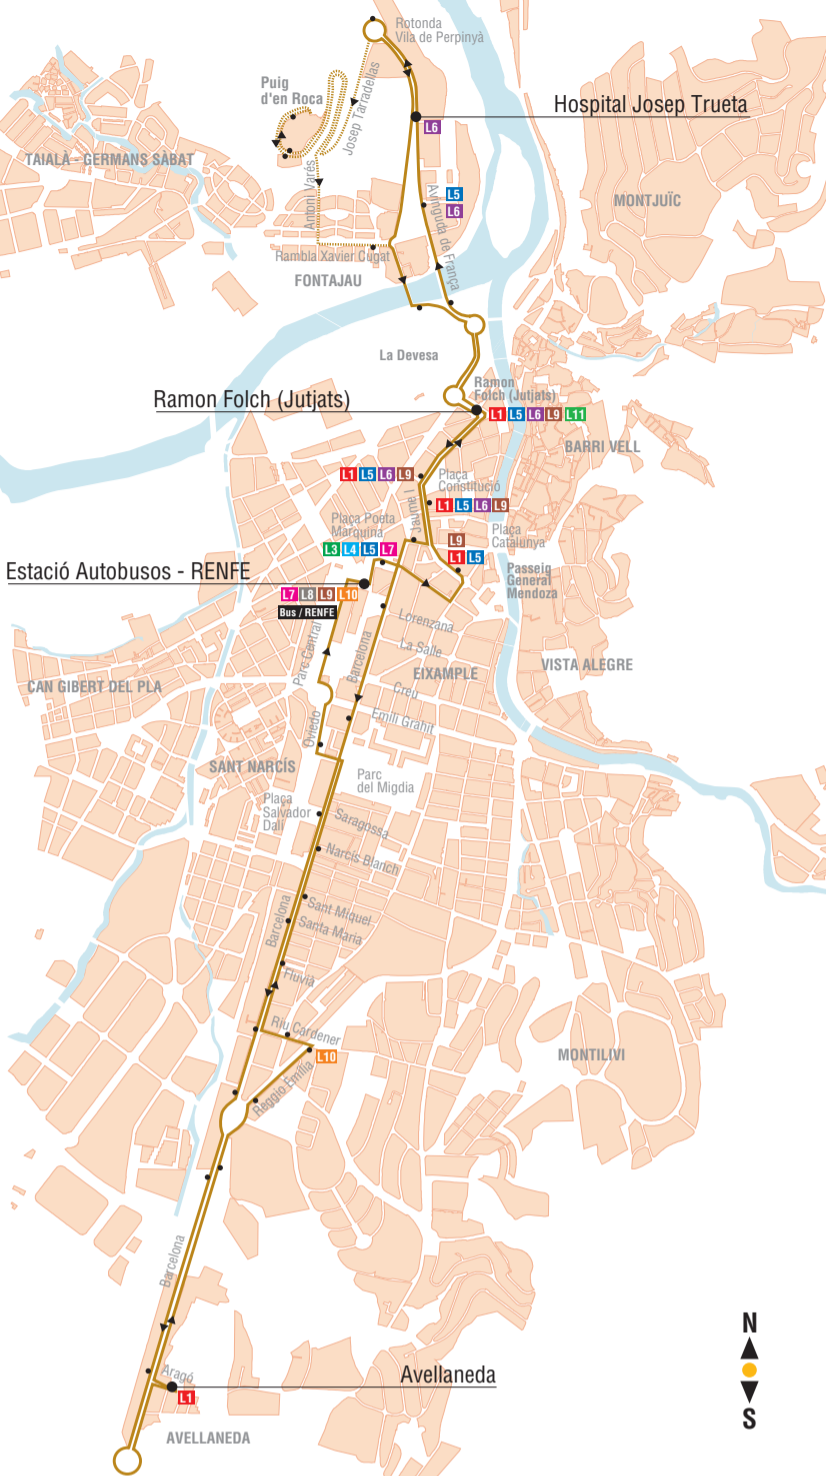 Rotonda
Vila de Perpinyà
Puig
d'en Roca
Josep Tarradellas
Hospital Josep Trueta
L6
TAIALÀ - GERMANS SÀBAT
Antoni Varés
L5
L6
Avinguda de França
MONTJUÏC
Rambla Xavier Cugat
FONTAJAU
La Devesa
Ramon
Folch (Jutjats)
Ramon Folch (Jutjats)
L1 L5 L6 L9 L11
BARRI VELL
L1 L5 L6 L9
Plaça
Constitució
L1 L5 L6 L9
Jaume I
Plaça Poeta
Marquina
Plaça
Catalunya
L9
L1 L5
L3 L4 L5 L7
Estació Autobusos - RENFE
Passeig
General
Mendoza
L7 L8 L9 L10
Bus / RENFE
Lorenzana
La Salle
Parc Central
Barcelona
EIXAMPLE
VISTA ALEGRE
CAN GIBERT DEL PLA
Creu
Emili Grahit
Oviedo
SANT NARCÍS
Parc
del Migdia
Plaça
Salvador
Dalí
Saragossa
Narcís Blanch
Barcelona
Sant Miquel
Santa Maria
Fluvià
Riu Cardener
L10
MONTILIVI
Reggio Emilia
Barcelona
N
S
Aragó
Avellaneda
L1
AVELLANEDA